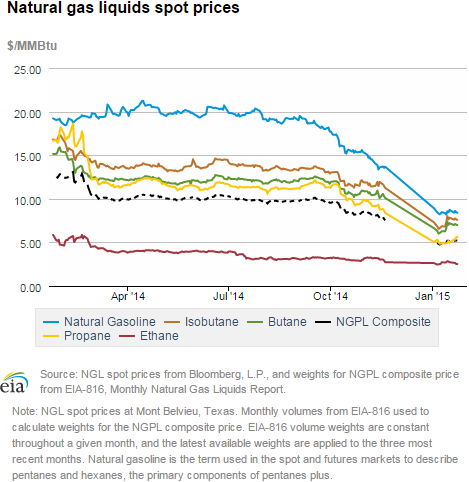 Natural gas liquids spot prices
$/MMBtu
25.00
20.00
15.00
10.00
5.00
0.00
Apr '14
Jul '14
Oct '14
Jan '15
Natural Gasoline
Isobutane
Butane
NGPL Composite
Propane
Ethane
eia
Source: NGL spot prices from Bloomberg, L.P., and weights for NGPL composite price
from EIA-816, Monthly Natural Gas Liquids Report.
Note: NGL spot prices at Mont Belvieu, Texas. Monthly volumes from EIA-816 used to
calculate weights for the NGPL composite price. EIA-816 volume weights are constant
throughout a given month, and the latest available weights are applied to the three most
recent months. Natural gasoline is the term used in the spot and futures markets to describe
pentanes and hexanes, the primary components of pentanes plus.